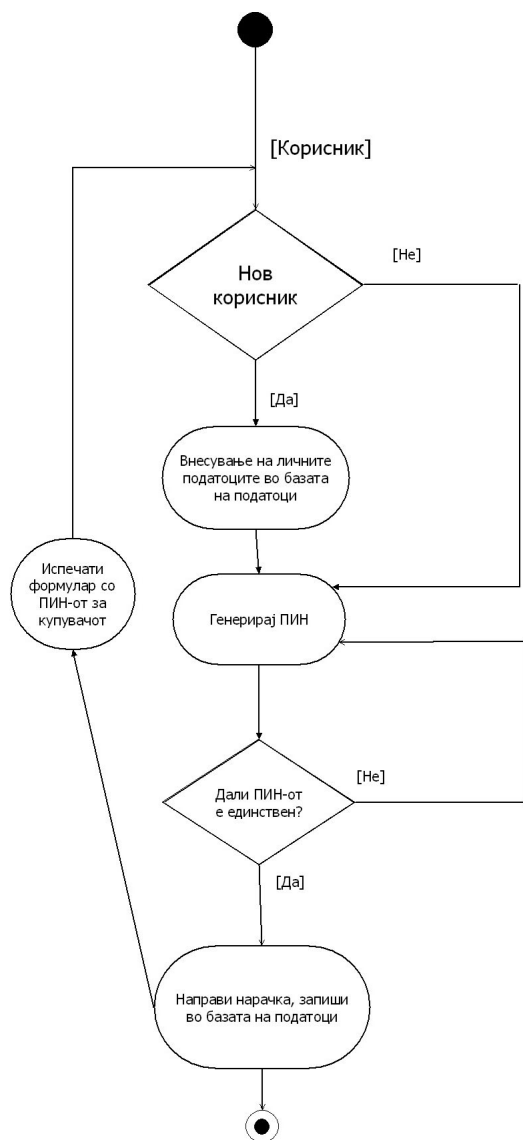 [Корисник]
Нов
корисник
[Не]
[Да]
Внесување на личните
податоците во базата
на податоци
Испечати
формулар со
ПИН-от за
купувачот
Генерирај ПИН
Дали ПИН-от
е единствен?
[Не]
[Да]
Направи нарачка, запиши
во базата на податоци